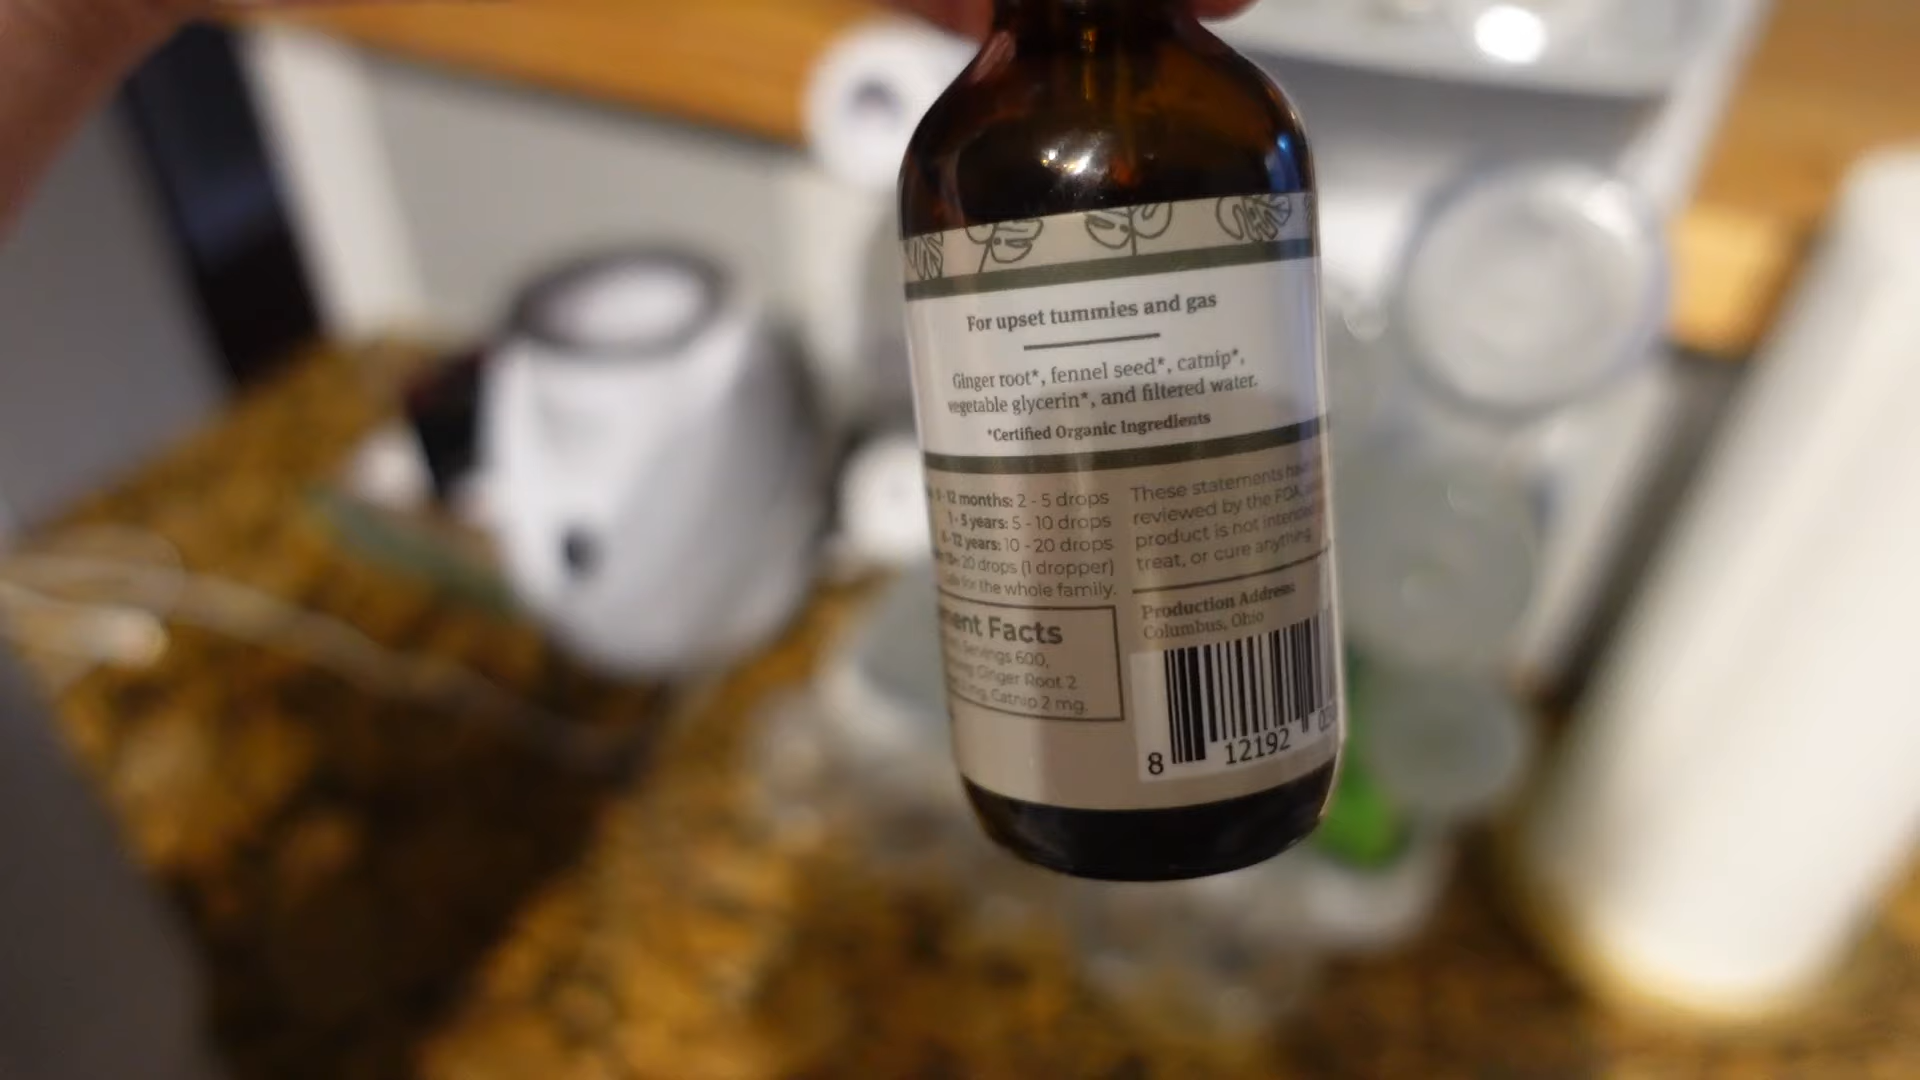 For upset tummies and gas
Ginger root*, fennel seed*, catnip*,
vegetable glycerin*, and filtered water.
*Certified Organic Ingredients
12 months: 2 - 5 drops
1 - 5 years: 5 - 10 drops
12 years: 10 - 20 drops
20 drops (1 dropper)
for the whole family.
Facts
Servings 600,
Ginger Root 2
mg, Catnip 2 mg.
These statements
reviewed by the FDA,
product is not intended
treat, or cure anything
Production Address:
Columbus, Ohio
8 12192